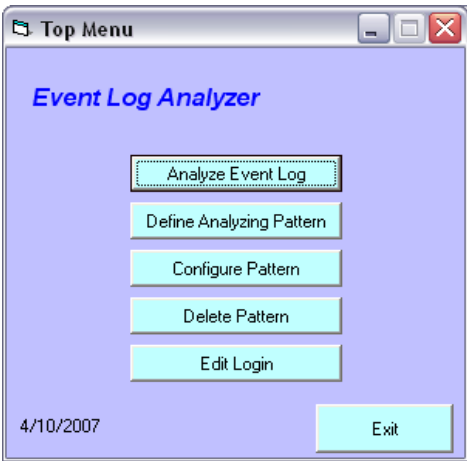 Top Menu
Event Log Analyzer
Analyze Event Log
Define Analyzing Pattern
Configure Pattern
Delete Pattern
Edit Login
4/10/2007
Exit